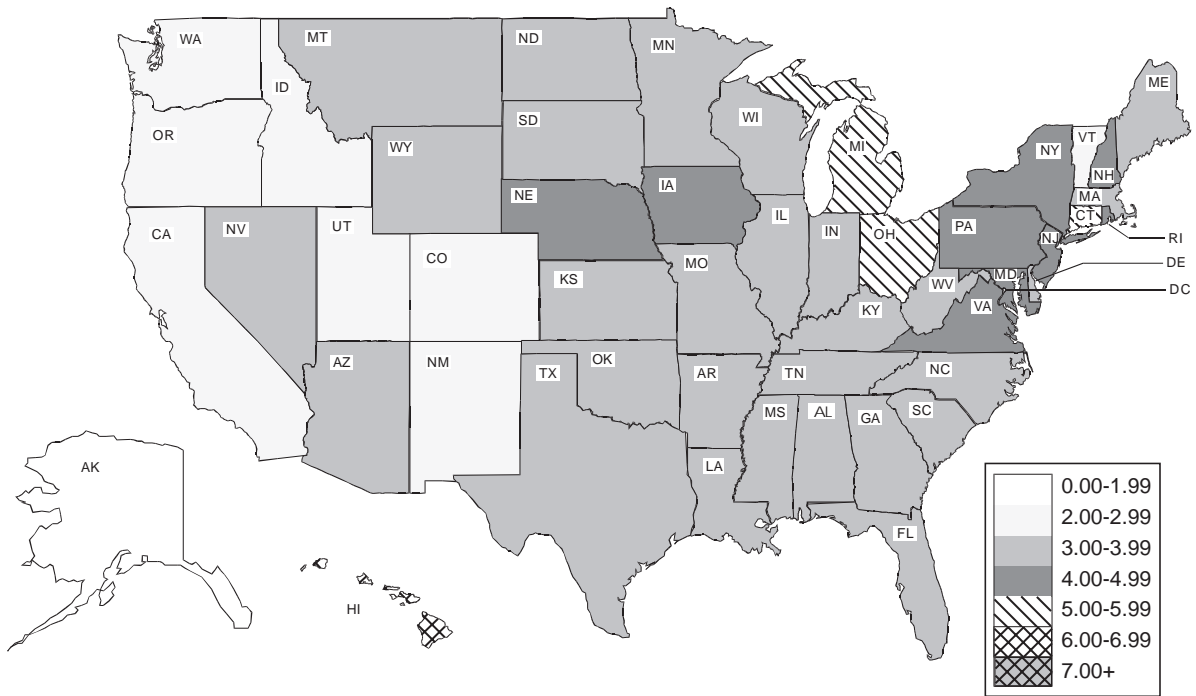 WA
MT
ND
MN
ME
ID
OR
SD
WI
VT
WY
NY
MI
NH
IA
NE
MA
CA
NV
UT
IL
IN
OH
PA
CT
NJ
RI
CO
MO
DE
KS
WV
MD
DC
KY
VA
AZ
NM
TX
OK
AR
TN
NC
MS
AL
GA
SC
AK
LA
FL
HI
0.00-1.99
2.00-2.99
3.00-3.99
4.00-4.99
5.00-5.99
6.00-6.99
7.00+